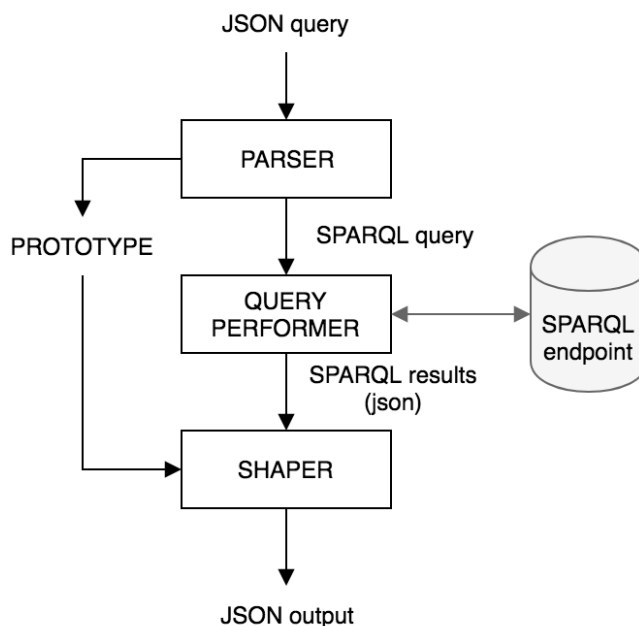 JSON query
PARSER
PROTOTYPE
SPARQL query
QUERY
PERFORMER
SPARQL
endpoint
SPARQL results
(json)
SHAPER
JSON output